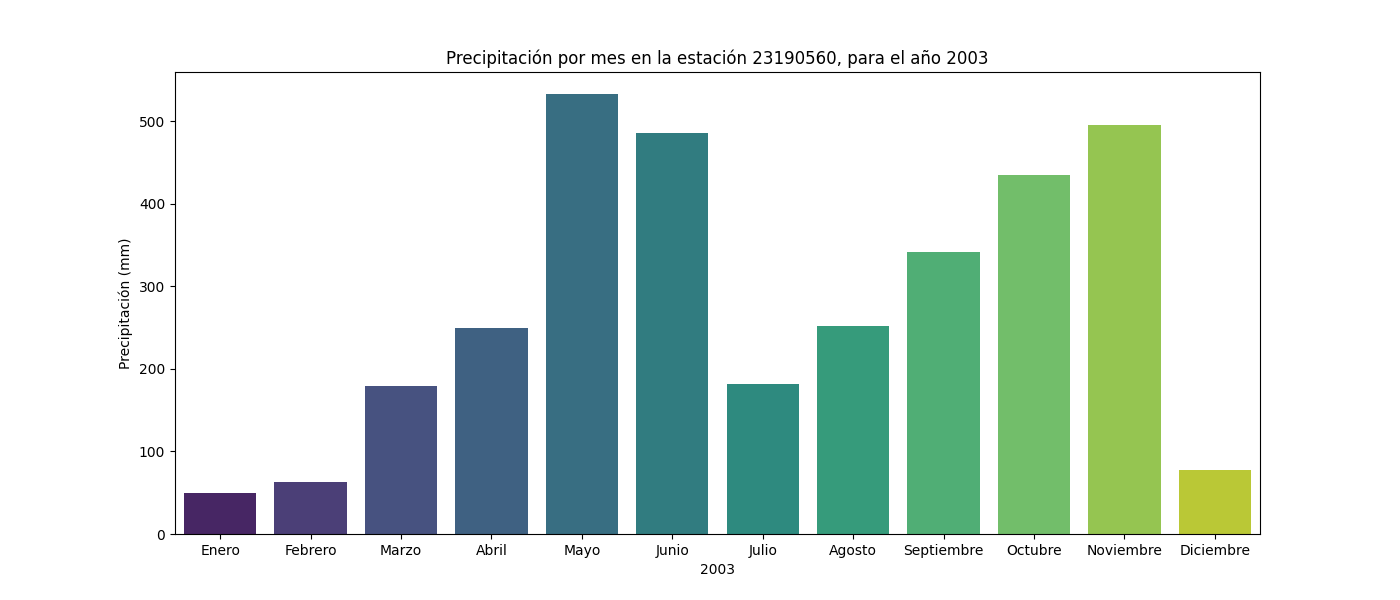 Precipitación por mes en la estación 23190560, para el año 2003
Precipitación (mm)
500
400
300
200
100
0
Enero Febrero Marzo Abril Mayo Junio Julio Agosto Septiembre Octubre Noviembre Diciembre
2003